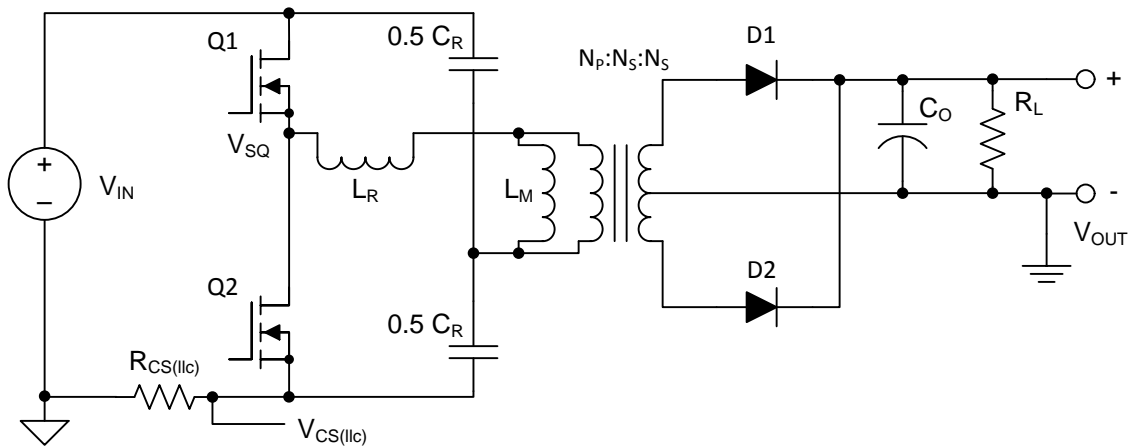 Q1
0.5 C_R
N_P:N_S:N_S
D1
+
V_SQ
L_R
L_M
C_O
R_L
+
−
V_IN
-
V_OUT
Q2
0.5 C_R
D2
R_CS(llc)
V_CS(llc)